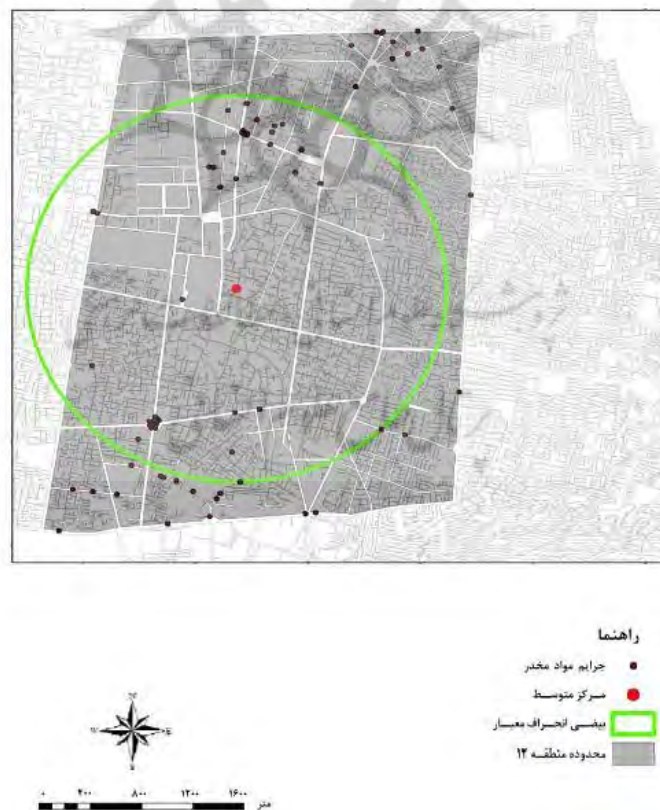 راهنما
جرایم مواد مخدر
مرکز متوسط
بیضی انحراف معیار
محدوده منطقه ۱۲
۰ ۴۰۰ ۸۰۰ ۱۲۰۰ ۱۶۰۰
متر